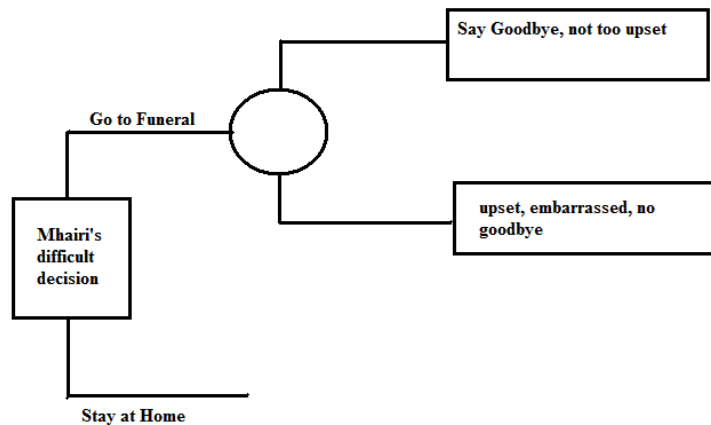 Say Goodbye, not too upset
Go to Funeral
upset, embarrassed, no
goodbye
Mhairi's
difficult
decision
Stay at Home